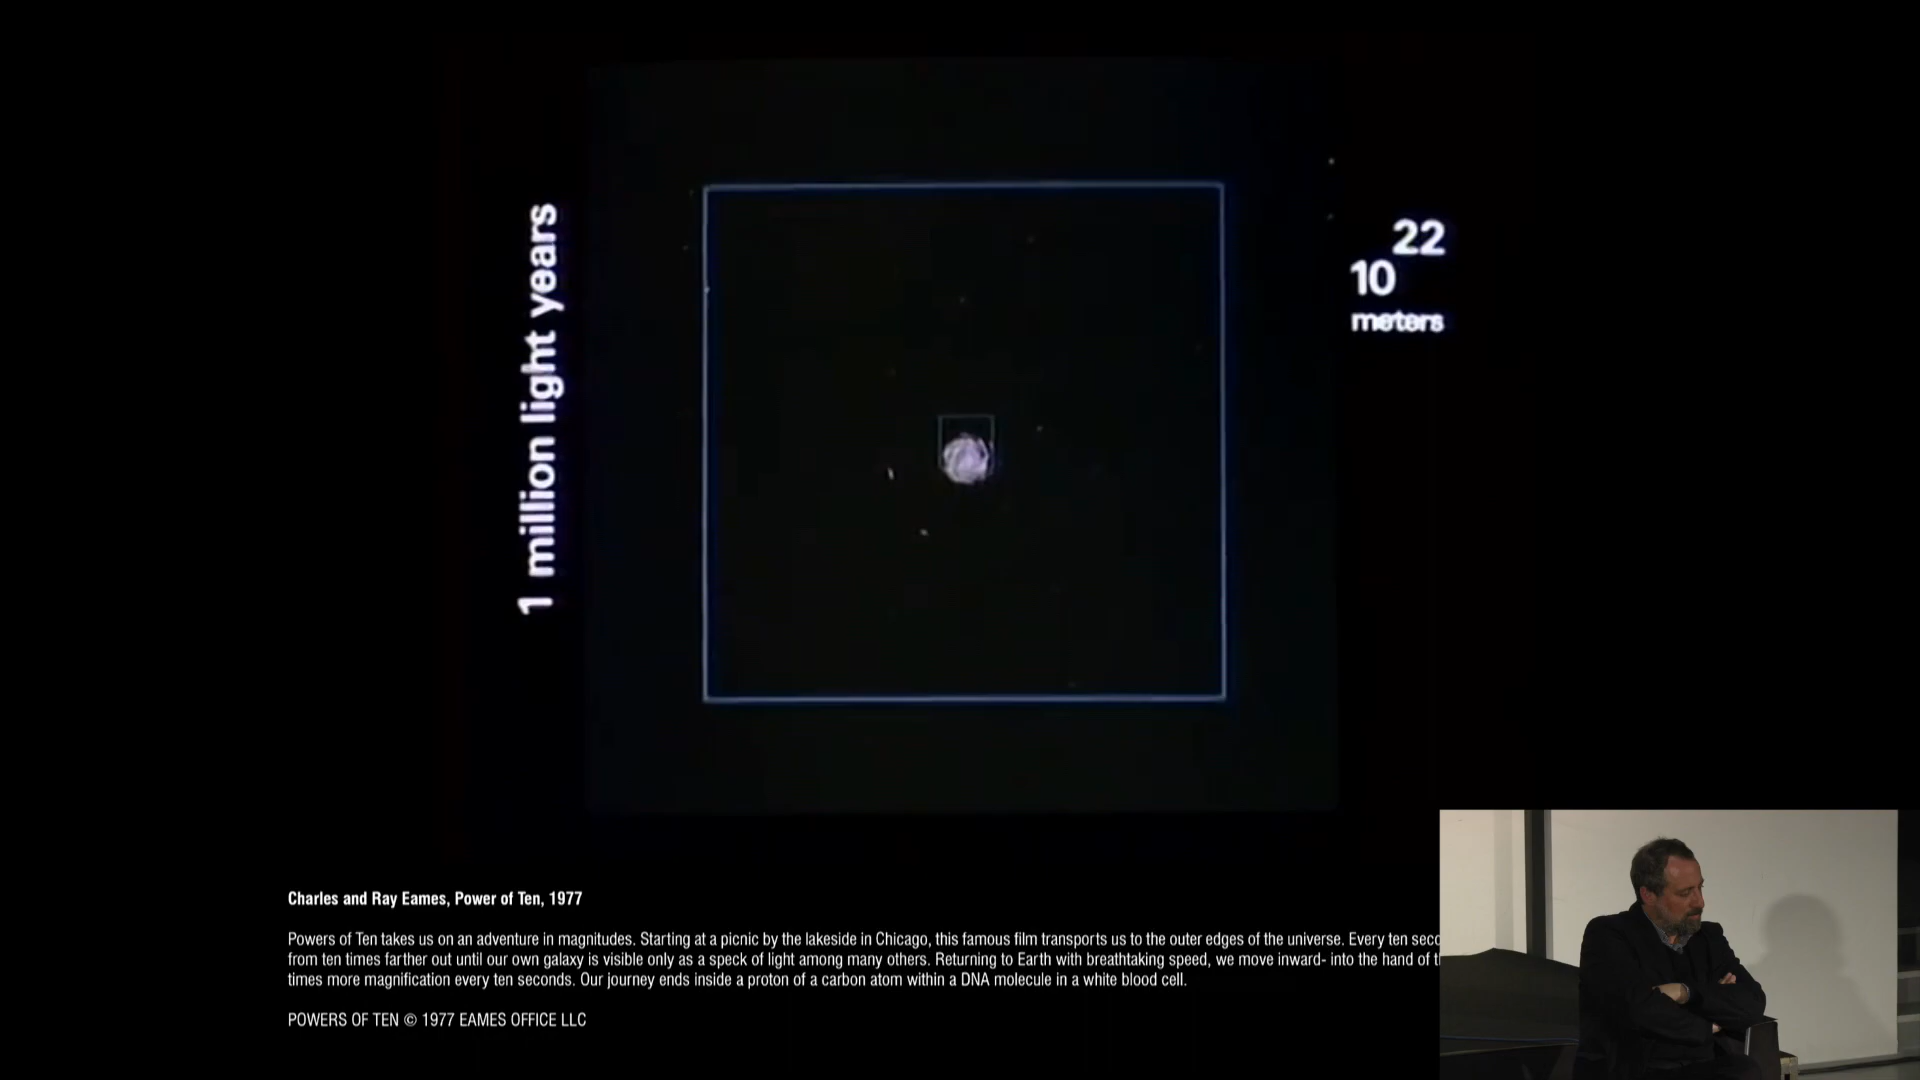 1 million light years
22
10
meters
Charles and Ray Eames, Power of Ten, 1977
Powers of Ten takes us on an adventure in magnitudes. Starting at a picnic by the lakeside in Chicago, this famous film transports us to the outer edges of the universe. Every ten
from ten times farther out until our own galaxy is visible only as a speck of light among many others. Returning to Earth with breathtaking speed, we move inward- into the hand of
times more magnification every ten seconds. Our journey ends inside a proton of a carbon atom within a DNA molecule in a white blood cell.
POWERS OF TEN © 1977 EAMES OFFICE LLC